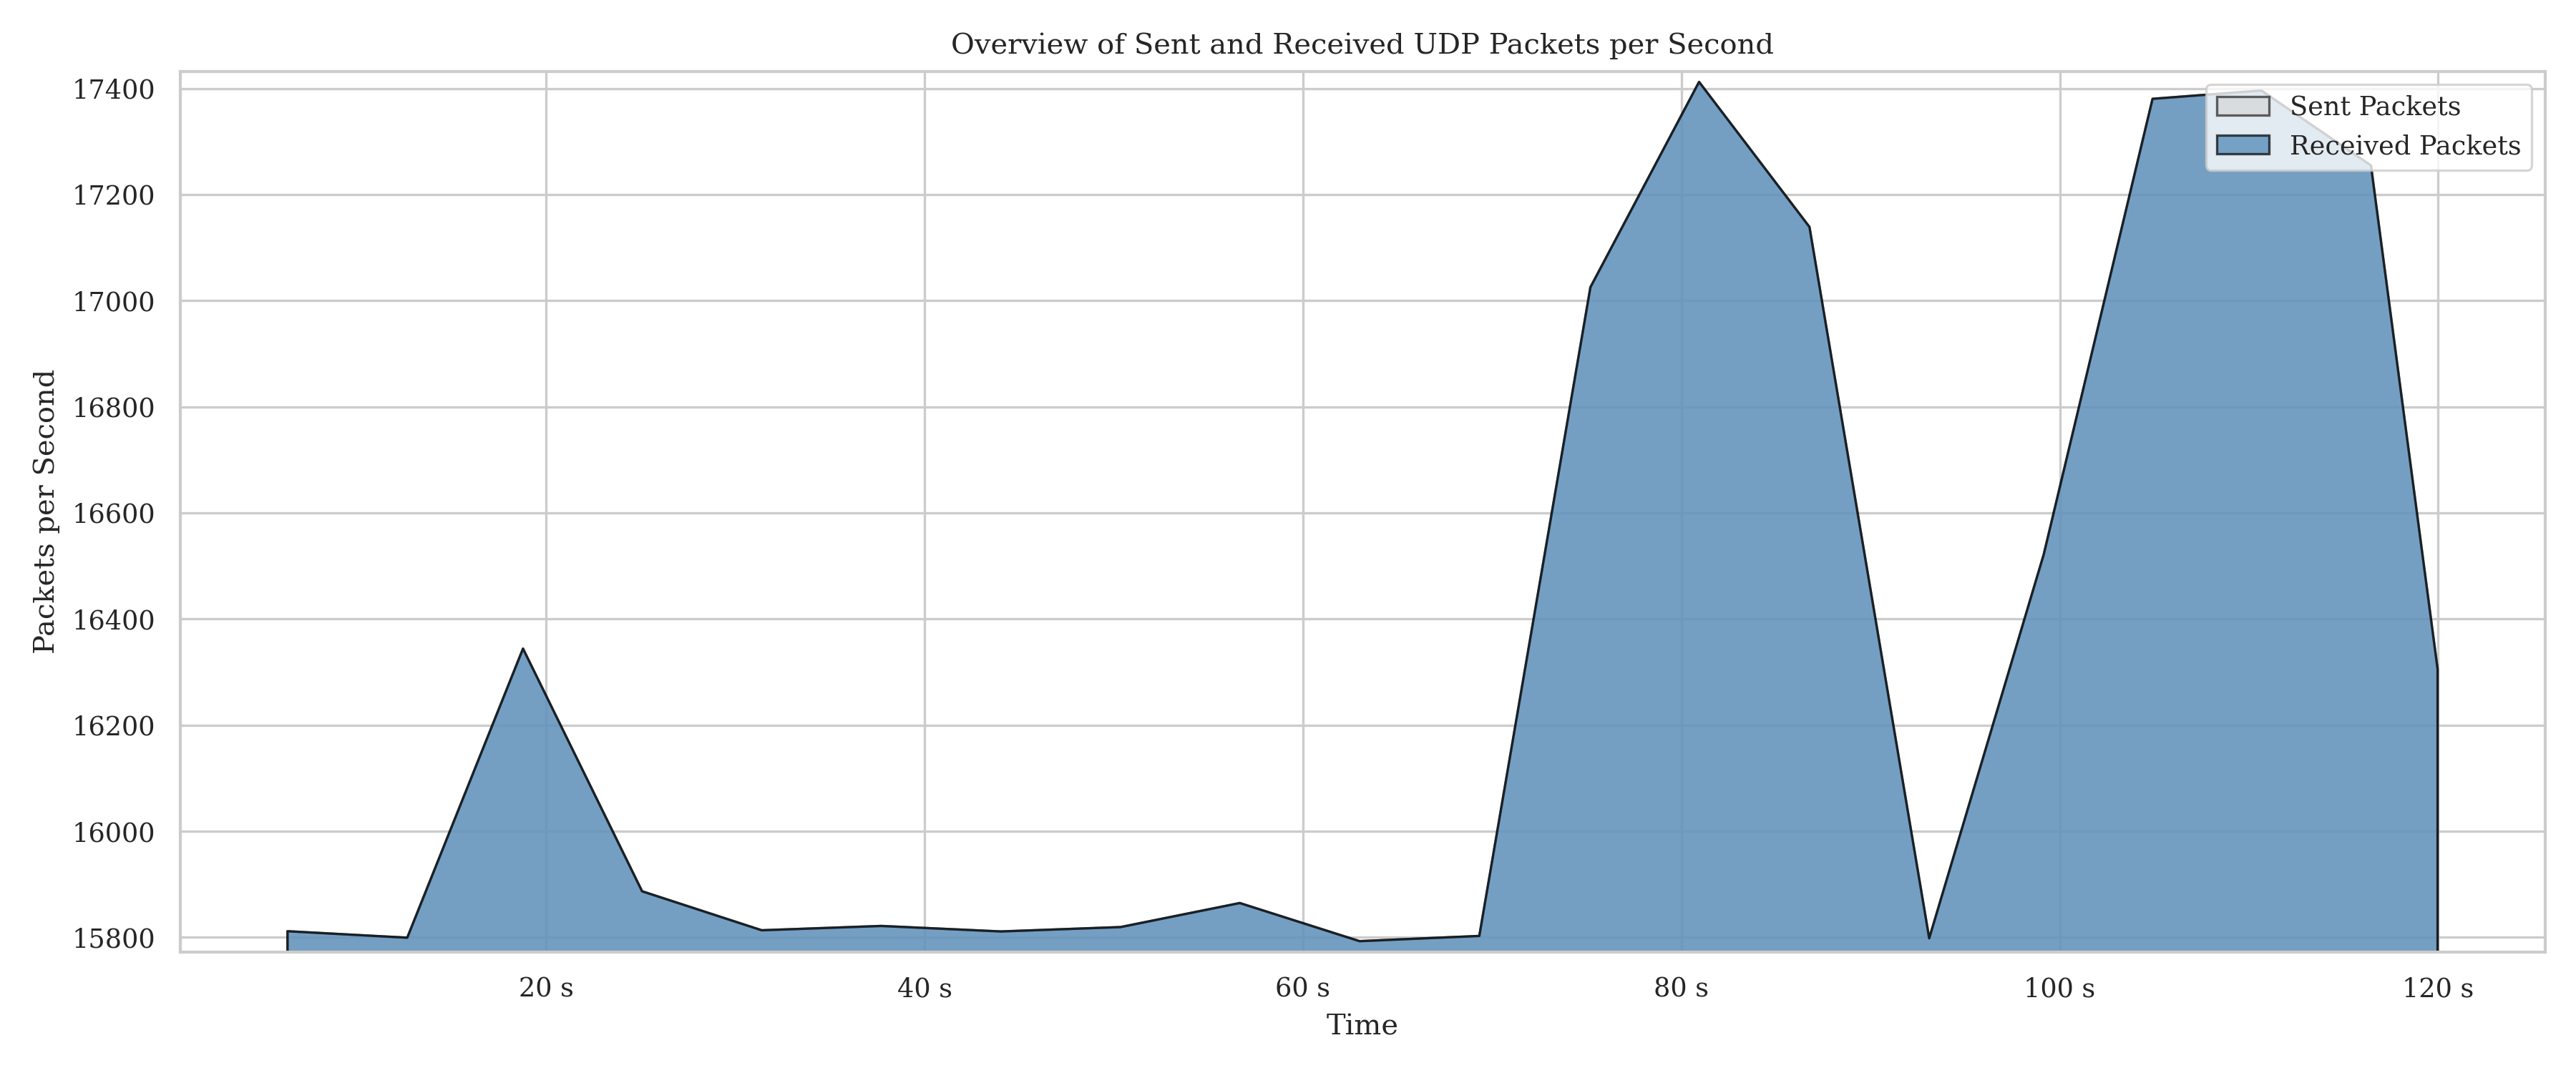 Overview of Sent and Received UDP Packets per Second
17400
17200
17000
16800
16600
16400
16200
16000
15800
Packets per Second
Sent Packets
Received Packets
20 s
40 s
60 s
80 s
100 s
120 s
Time